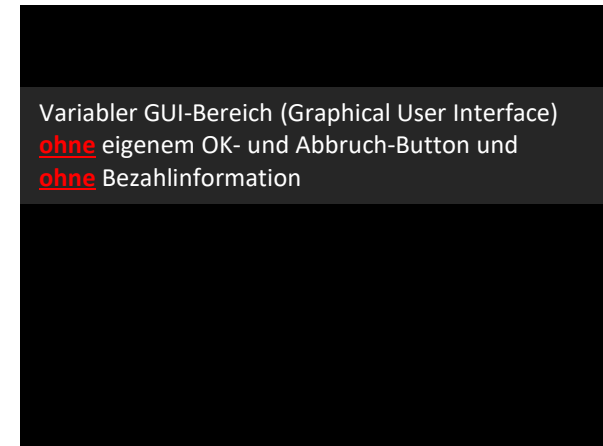 Variabler GUI-Bereich (Graphical User Interface)
ohne eigenem OK- und Abbruch-Button und
ohne Bezahlinformation